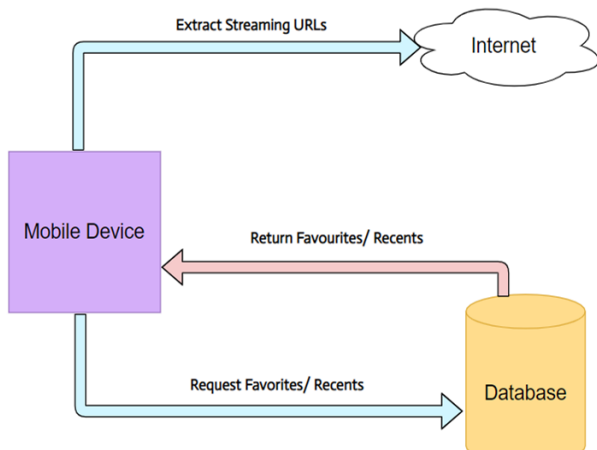 Extract Streaming URLs
Internet
Mobile Device
Return Favourites/ Recents
Request Favorites/ Recents
Database